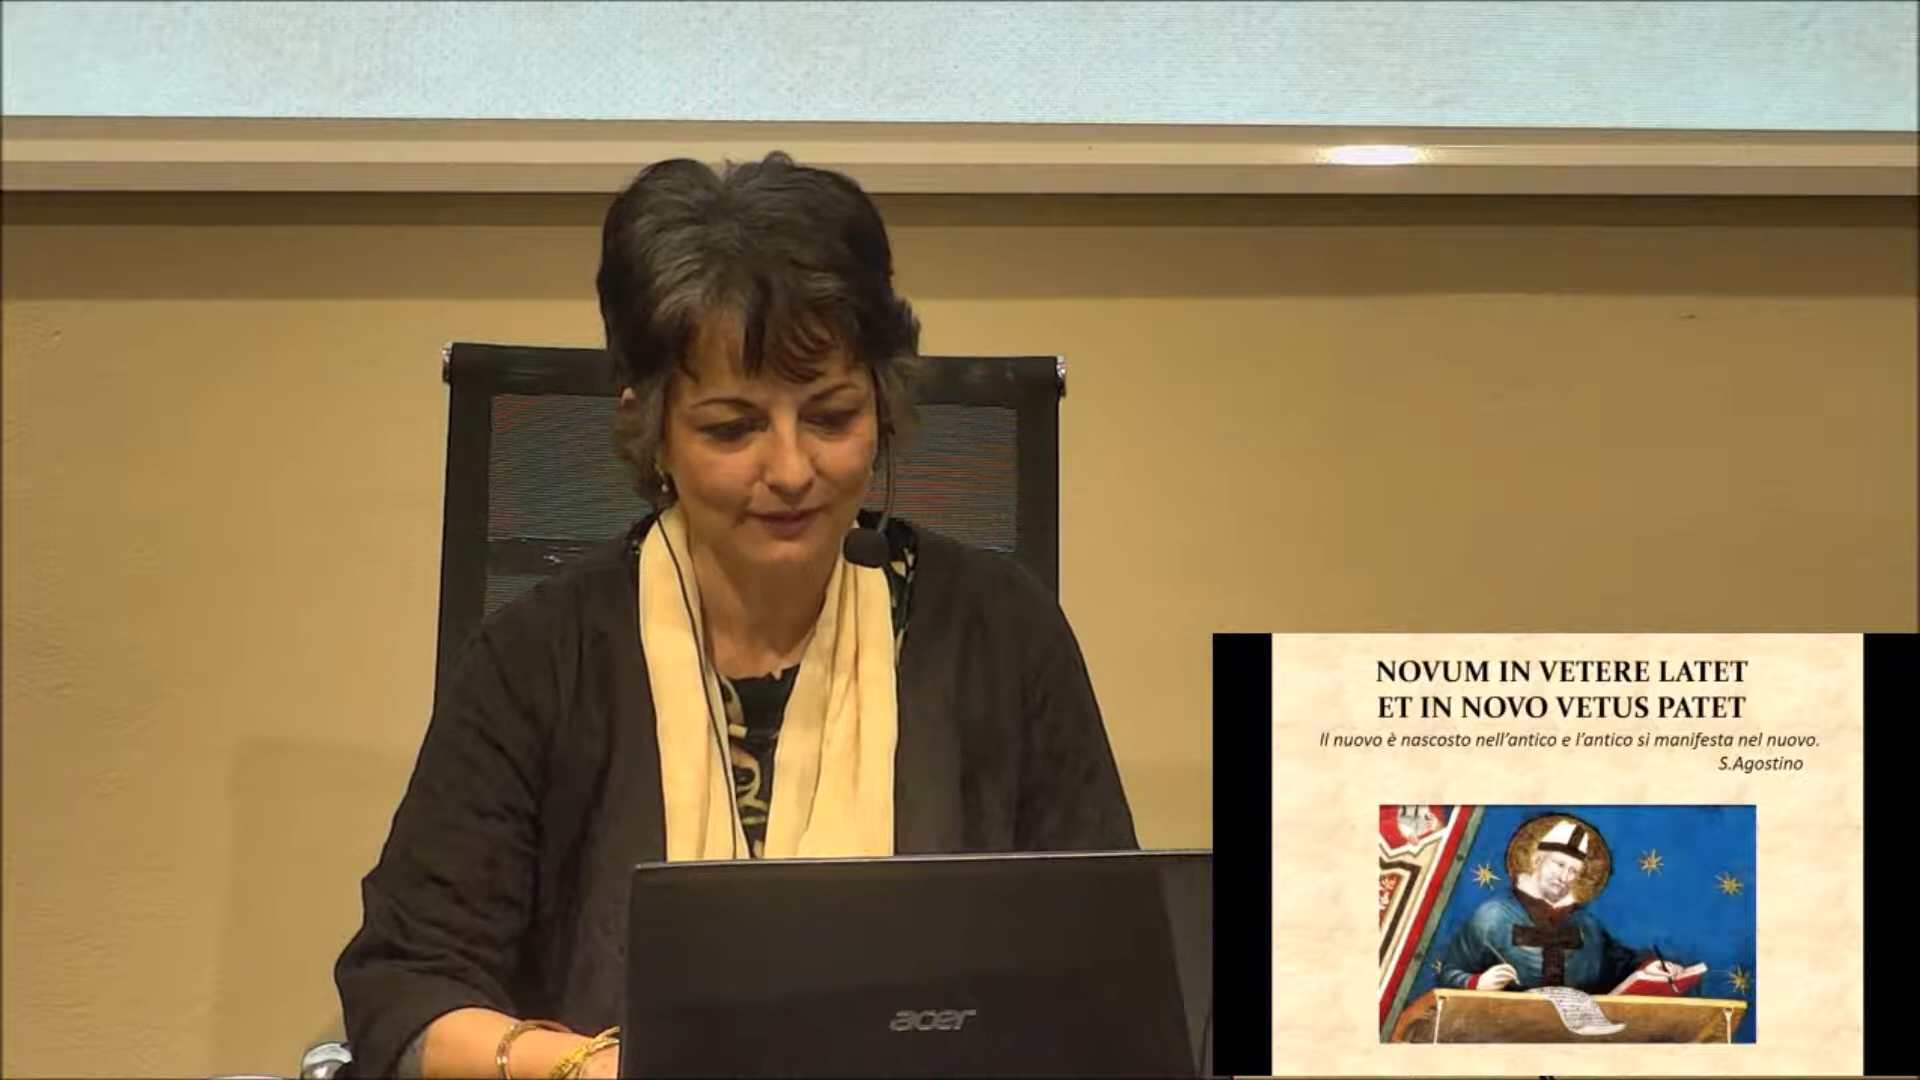 NOVUM IN VETERE LATET
ET IN NOVO VETUS PATET
Il nuovo è nascosto nell'antico e l'antico si manifesta nel nuovo.
S.Agostino
acer